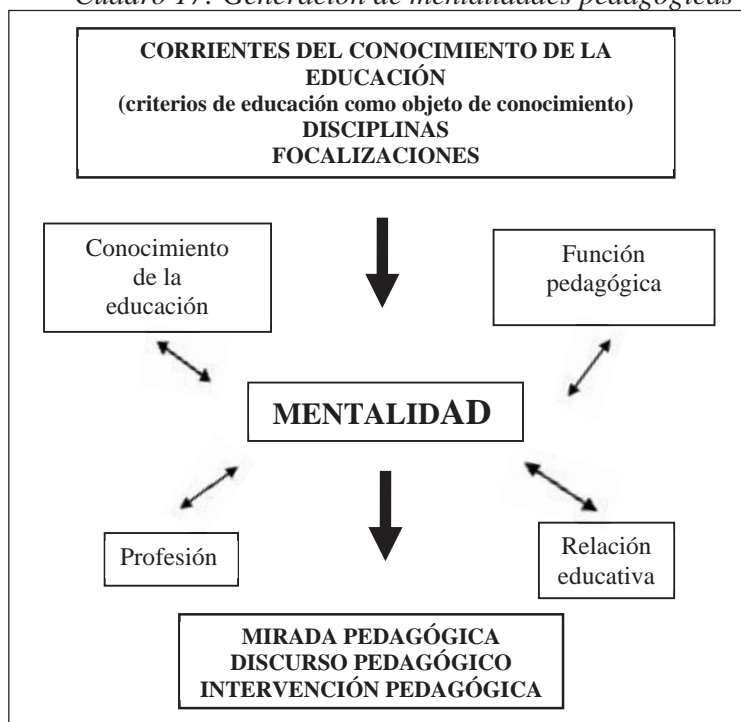 Cuadro 17. Generación de mentalidades pedagógicas
CORRIENTES DEL CONOCIMIENTO DE LA
EDUCACIÓN
(criterios de educación como objeto de conocimiento)
DISCIPLINAS
FOCALIZACIONES
Conocimiento
de la
educación
Función
pedagógica
MENTALIDAD
Profesión
Relación
educativa
MIRADA PEDAGÓGICA
DISCURSO PEDAGÓGICO
INTERVENCIÓN PEDAGÓGICA